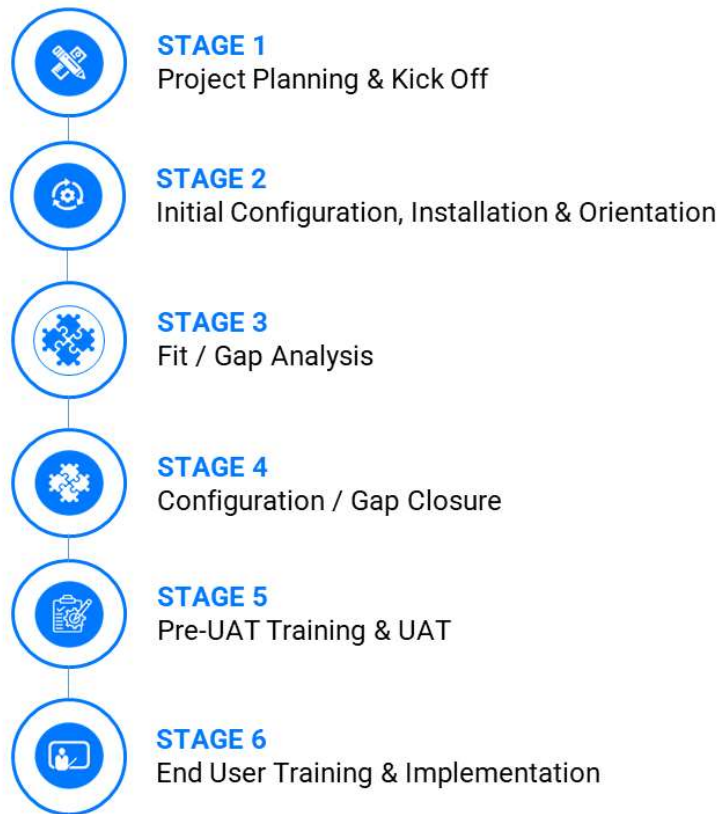 STAGE 1
Project Planning & Kick Off
STAGE 2
Initial Configuration, Installation & Orientation
STAGE 3
Fit / Gap Analysis
STAGE 4
Configuration / Gap Closure
STAGE 5
Pre-UAT Training & UAT
STAGE 6
End User Training & Implementation